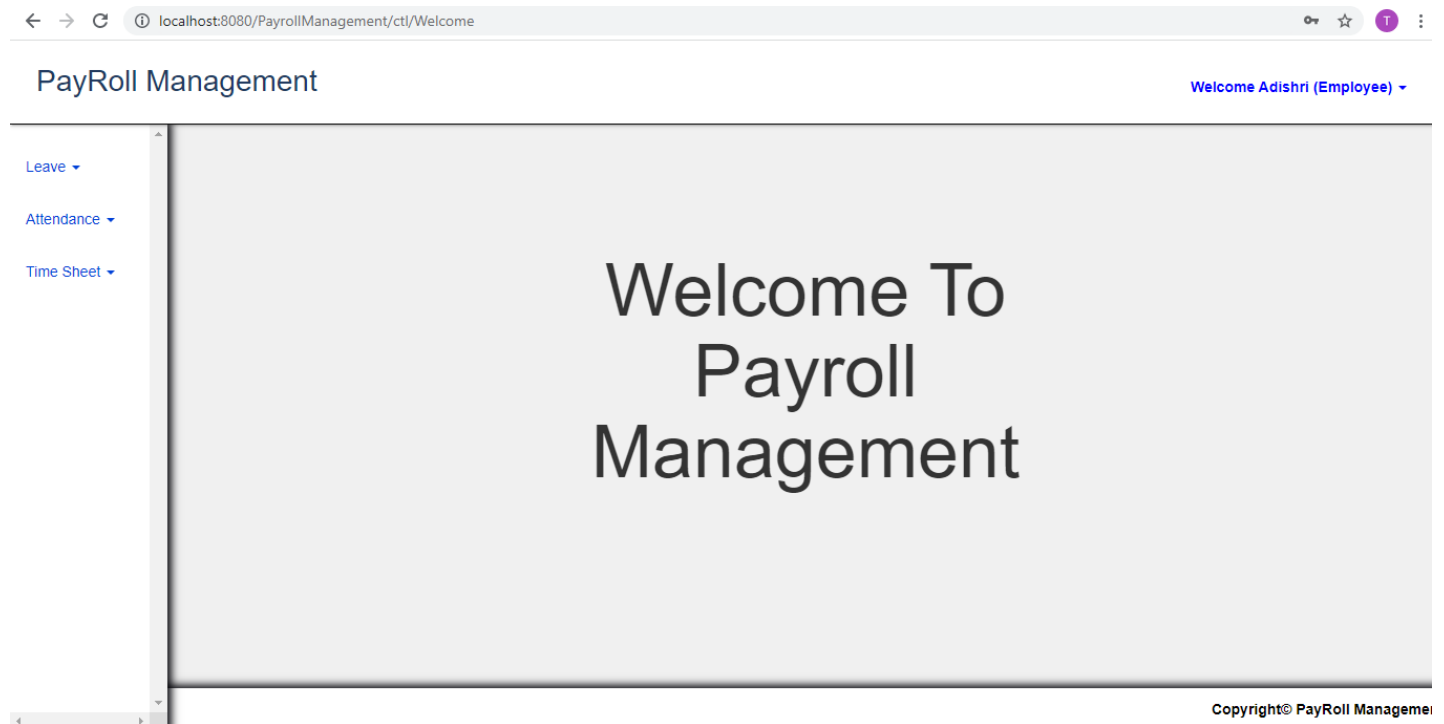 localhost:8080/PayrollManagement/ctl/Welcome
T
PayRoll Management
Welcome Adishri (Employee)
Leave
Attendance
Time Sheet
Welcome To
Payroll
Management
Copyright© PayRoll Managemen